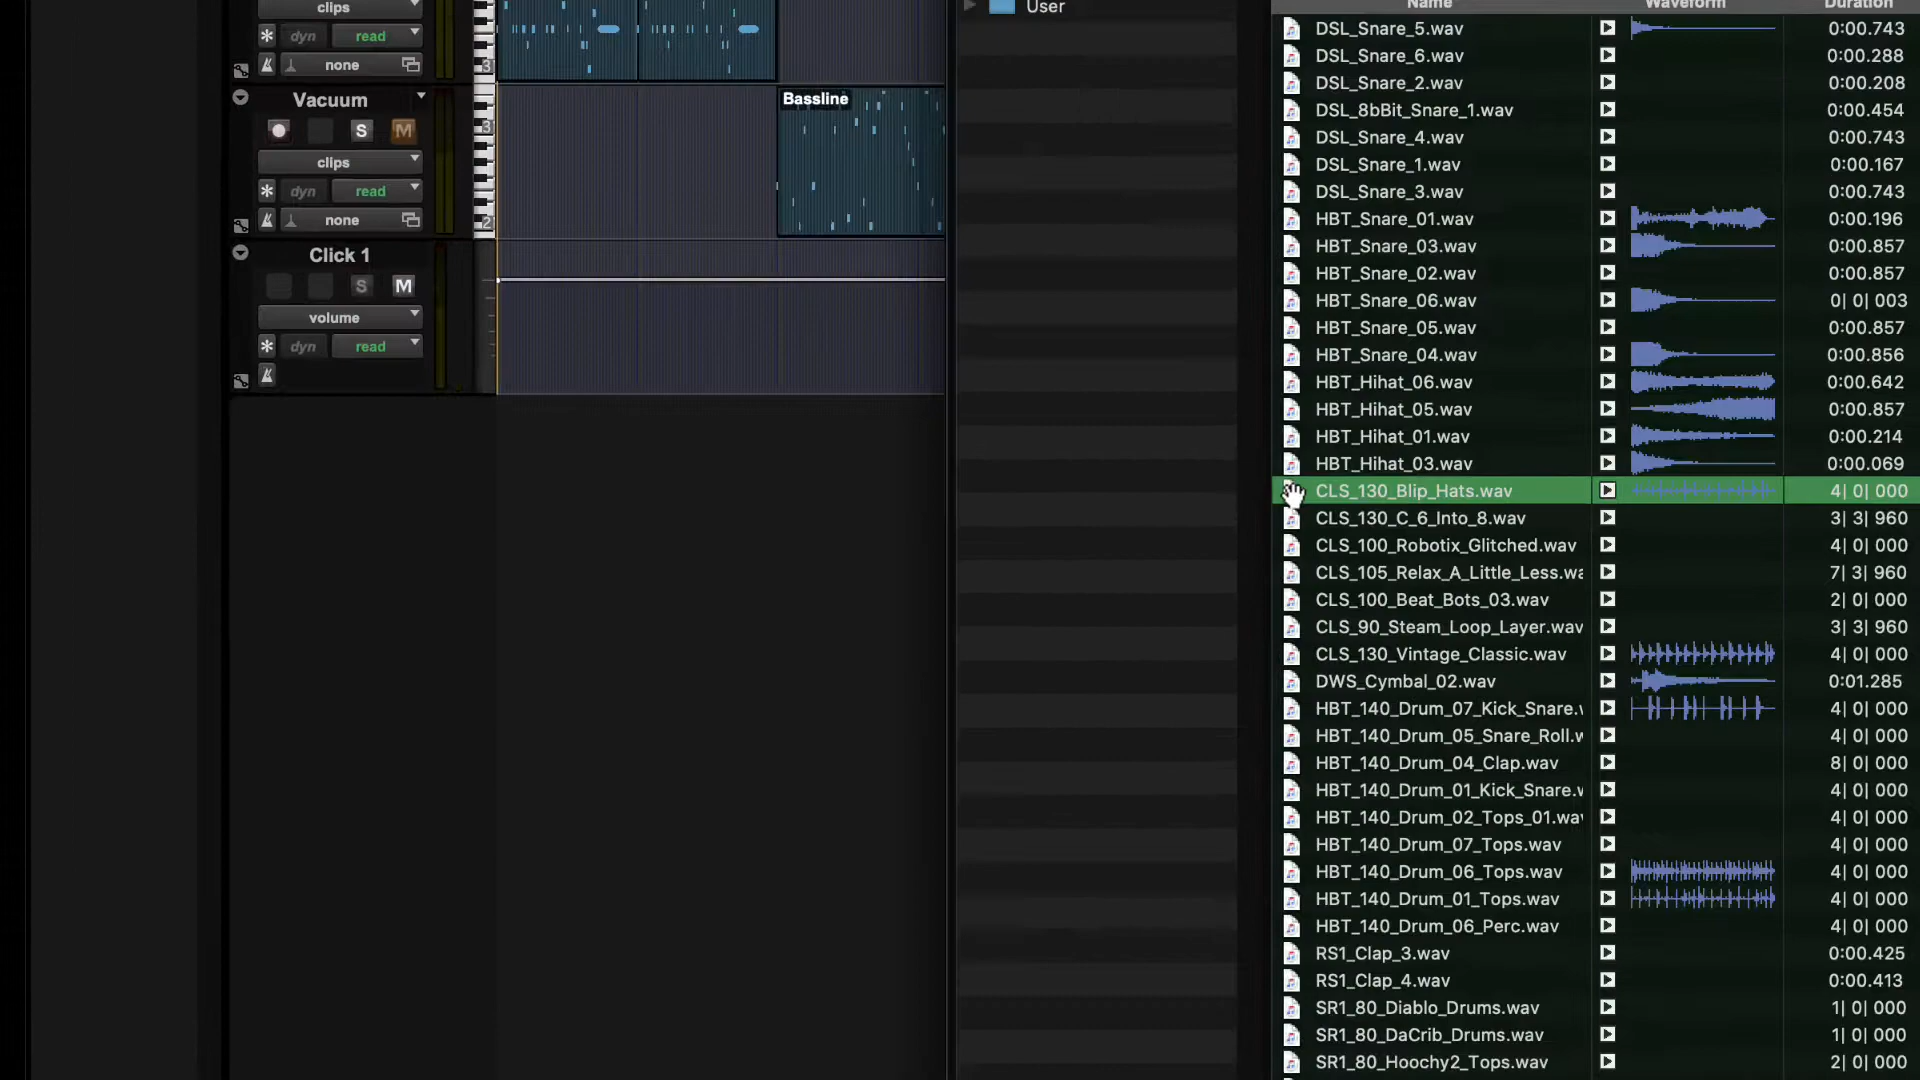 clips
dyn read
none
3
Vacuum
S M
clips
dyn read
none
3
2
Bassline
Click 1
S M
volume
dyn read
User
Name Waveform Duration
DSL_Snare_5.wav 0:00.743
DSL_Snare_6.wav 0:00.288
DSL_Snare_2.wav 0:00.208
DSL_8bBit_Snare_1.wav 0:00.454
DSL_Snare_4.wav 0:00.743
DSL_Snare_1.wav 0:00.167
DSL_Snare_3.wav 0:00.743
HBT_Snare_01.wav 0:00.196
HBT_Snare_03.wav 0:00.857
HBT_Snare_02.wav 0:00.857
HBT_Snare_06.wav 0| 0| 003
HBT_Snare_05.wav 0:00.857
HBT_Snare_04.wav 0:00.856
HBT_Hihat_06.wav 0:00.642
HBT_Hihat_05.wav 0:00.857
HBT_Hihat_01.wav 0:00.214
HBT_Hihat_03.wav 0:00.069
CLS_130_Blip_Hats.wav 4| 0| 000
CLS_130_C_6_Into_8.wav 3| 3| 960
CLS_100_Robotix_Glitched.wav 4| 0| 000
CLS_105_Relax_A_Little_Less.wa 7| 3| 960
CLS_100_Beat_Bots_03.wav 2| 0| 000
CLS_90_Steam_Loop_Layer.wav 3| 3| 960
CLS_130_Vintage_Classic.wav 4| 0| 000
DWS_Cymbal_02.wav 0:01.285
HBT_140_Drum_07_Kick_Snare.w 4| 0| 000
HBT_140_Drum_05_Snare_Roll.w 4| 0| 000
HBT_140_Drum_04_Clap.wav 8| 0| 000
HBT_140_Drum_01_Kick_Snare.w 4| 0| 000
HBT_140_Drum_02_Tops_01.wav 4| 0| 000
HBT_140_Drum_07_Tops.wav 4| 0| 000
HBT_140_Drum_06_Tops.wav 4| 0| 000
HBT_140_Drum_01_Tops.wav 4| 0| 000
HBT_140_Drum_06_Perc.wav 4| 0| 000
RS1_Clap_3.wav 0:00.425
RS1_Clap_4.wav 0:00.413
SR1_80_Diablo_Drums.wav 1| 0| 000
SR1_80_DaCrib_Drums.wav 1| 0| 000
SR1_80_Hoochy2_Tops.wav 2| 0| 000